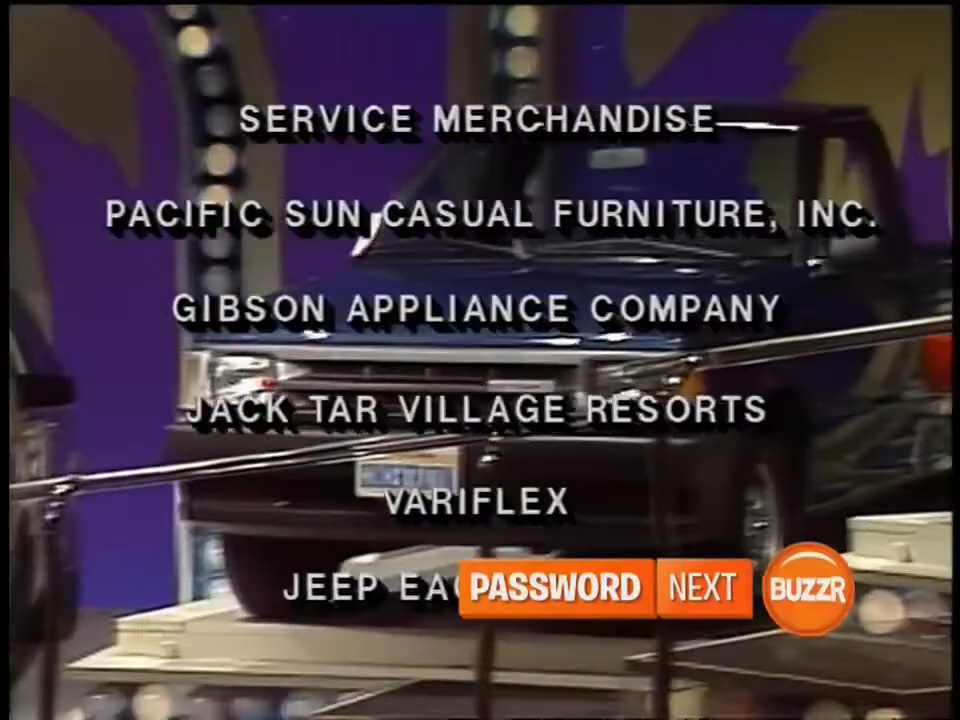 SERVICE MERCHANDISE
PACIFIC SUN CASUAL FURNITURE, INC.
GIBSON APPLIANCE COMPANY
JACK TAR VILLAGE RESORTS
VARIFLEX
JEEP
PASSWORD NEXT BUZZR